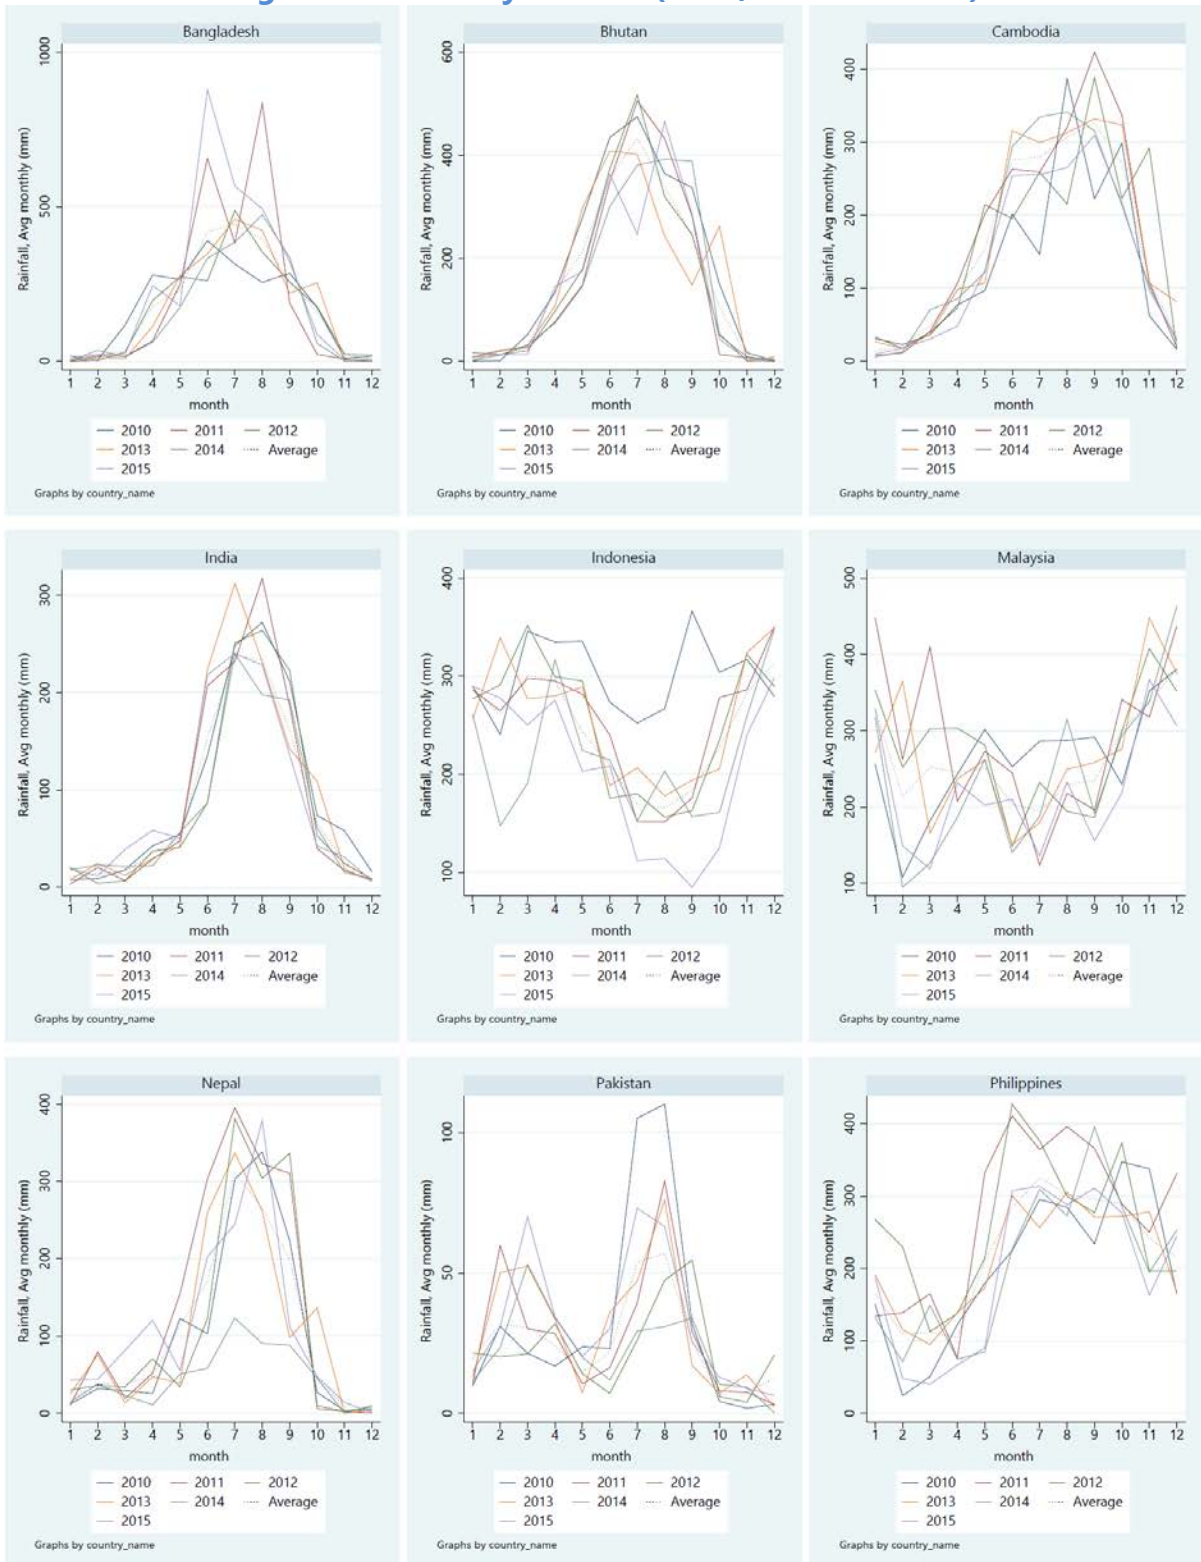 Bangladesh
1000
500
0
Rainfall, Avg monthly (mm)
1 2 3 4 5 6 7 8 9 10 11 12
month
2010 2011 2012
2013 2014 Average
2015
Graphs by country_name
Bhutan
600
400
200
0
Rainfall, Avg monthly (mm)
1 2 3 4 5 6 7 8 9 10 11 12
month
2010 2011 2012
2013 2014 Average
2015
Graphs by country_name
Cambodia
400
300
200
100
0
Rainfall, Avg monthly (mm)
1 2 3 4 5 6 7 8 9 10 11 12
month
2010 2011 2012
2013 2014 Average
2015
Graphs by country_name
India
300
200
100
0
Rainfall, Avg monthly (mm)
1 2 3 4 5 6 7 8 9 10 11 12
month
2010 2011 2012
2013 2014 Average
2015
Graphs by country_name
Indonesia
400
300
200
100
Rainfall, Avg monthly (mm)
1 2 3 4 5 6 7 8 9 10 11 12
month
2010 2011 2012
2013 2014 Average
2015
Graphs by country_name
Malaysia
500
400
300
200
100
Rainfall, Avg monthly (mm)
1 2 3 4 5 6 7 8 9 10 11 12
month
2010 2011 2012
2013 2014 Average
2015
Graphs by country_name
Nepal
400
300
200
100
0
Rainfall, Avg monthly (mm)
1 2 3 4 5 6 7 8 9 10 11 12
month
2010 2011 2012
2013 2014 Average
2015
Graphs by country_name
Pakistan
100
50
0
Rainfall, Avg monthly (mm)
1 2 3 4 5 6 7 8 9 10 11 12
month
2010 2011 2012
2013 2014 Average
2015
Graphs by country_name
Philippines
400
300
200
100
0
Rainfall, Avg monthly (mm)
1 2 3 4 5 6 7 8 9 10 11 12
month
2010 2011 2012
2013 2014 Average
2015
Graphs by country_name